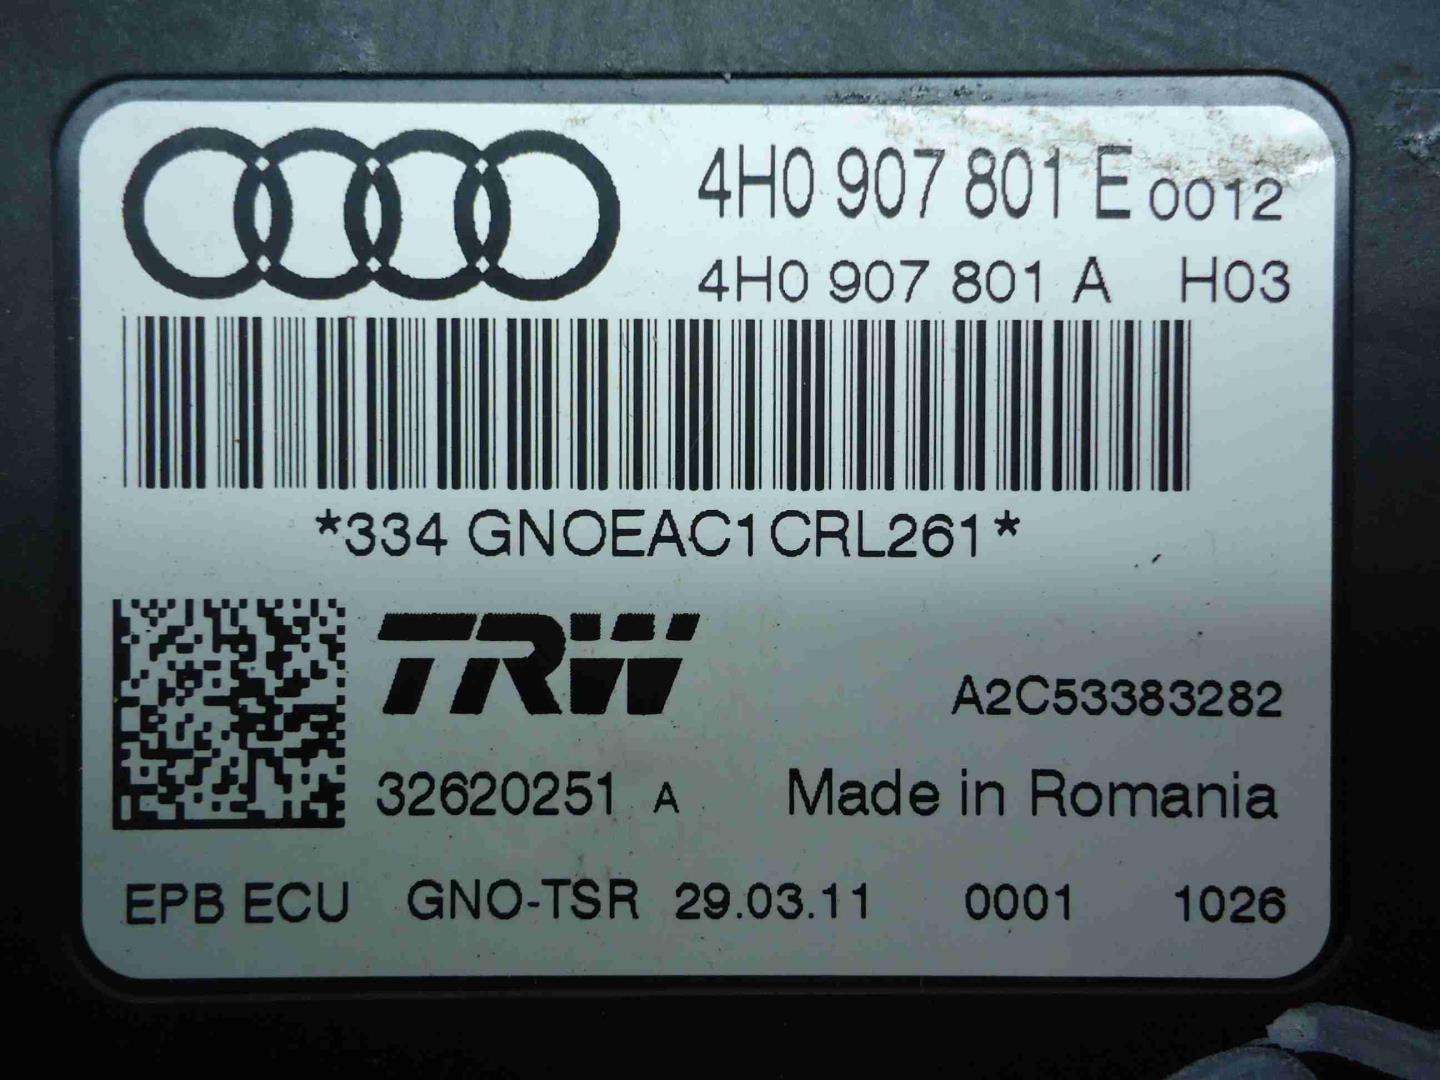 4H0 907 801 E 0012
4H0 907 801 A H03
*334 GNOEAC1CRL261*
TRW
A2C53383282
32620251 A Made in Romania
EPB ECU GNO-TSR 29.03.11 0001 1026